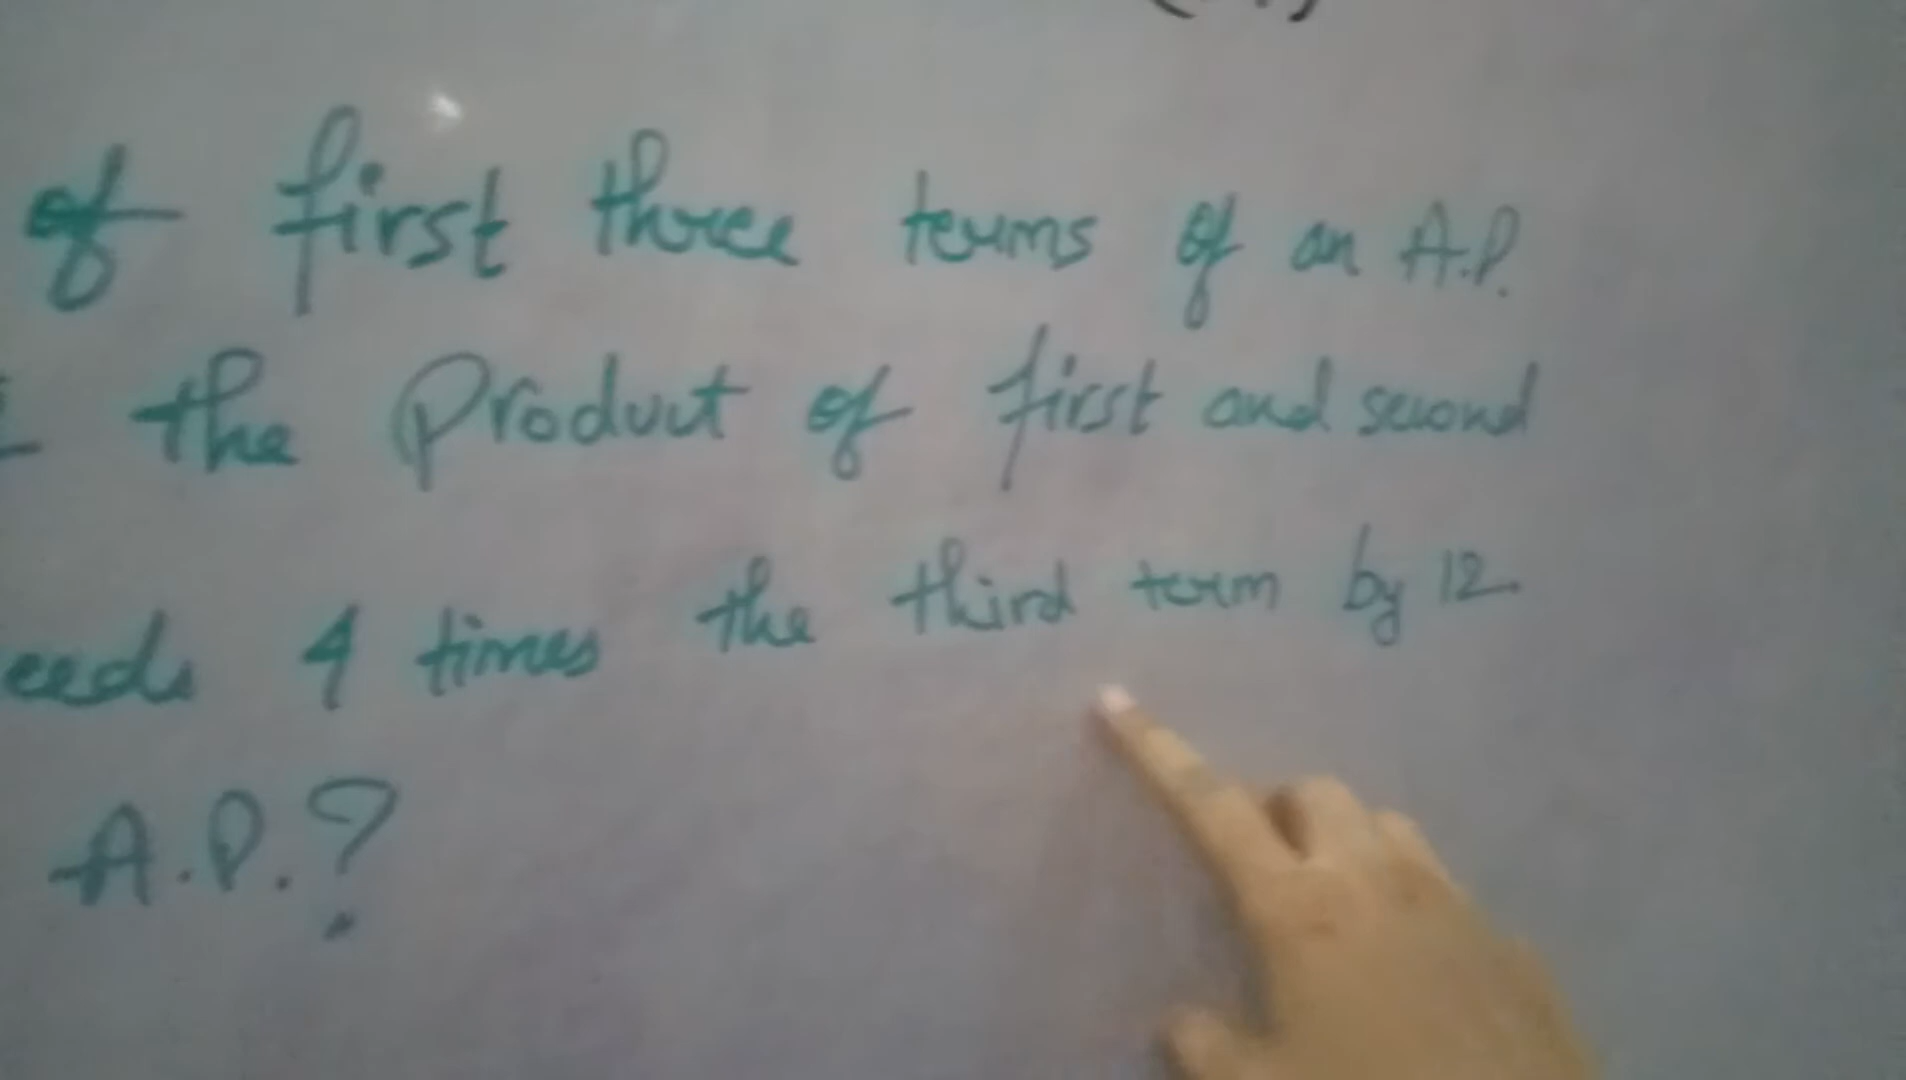 of first three terms of an A.P.
the Product of first and second
eeds 4 times the third term by 12.
A.P.?